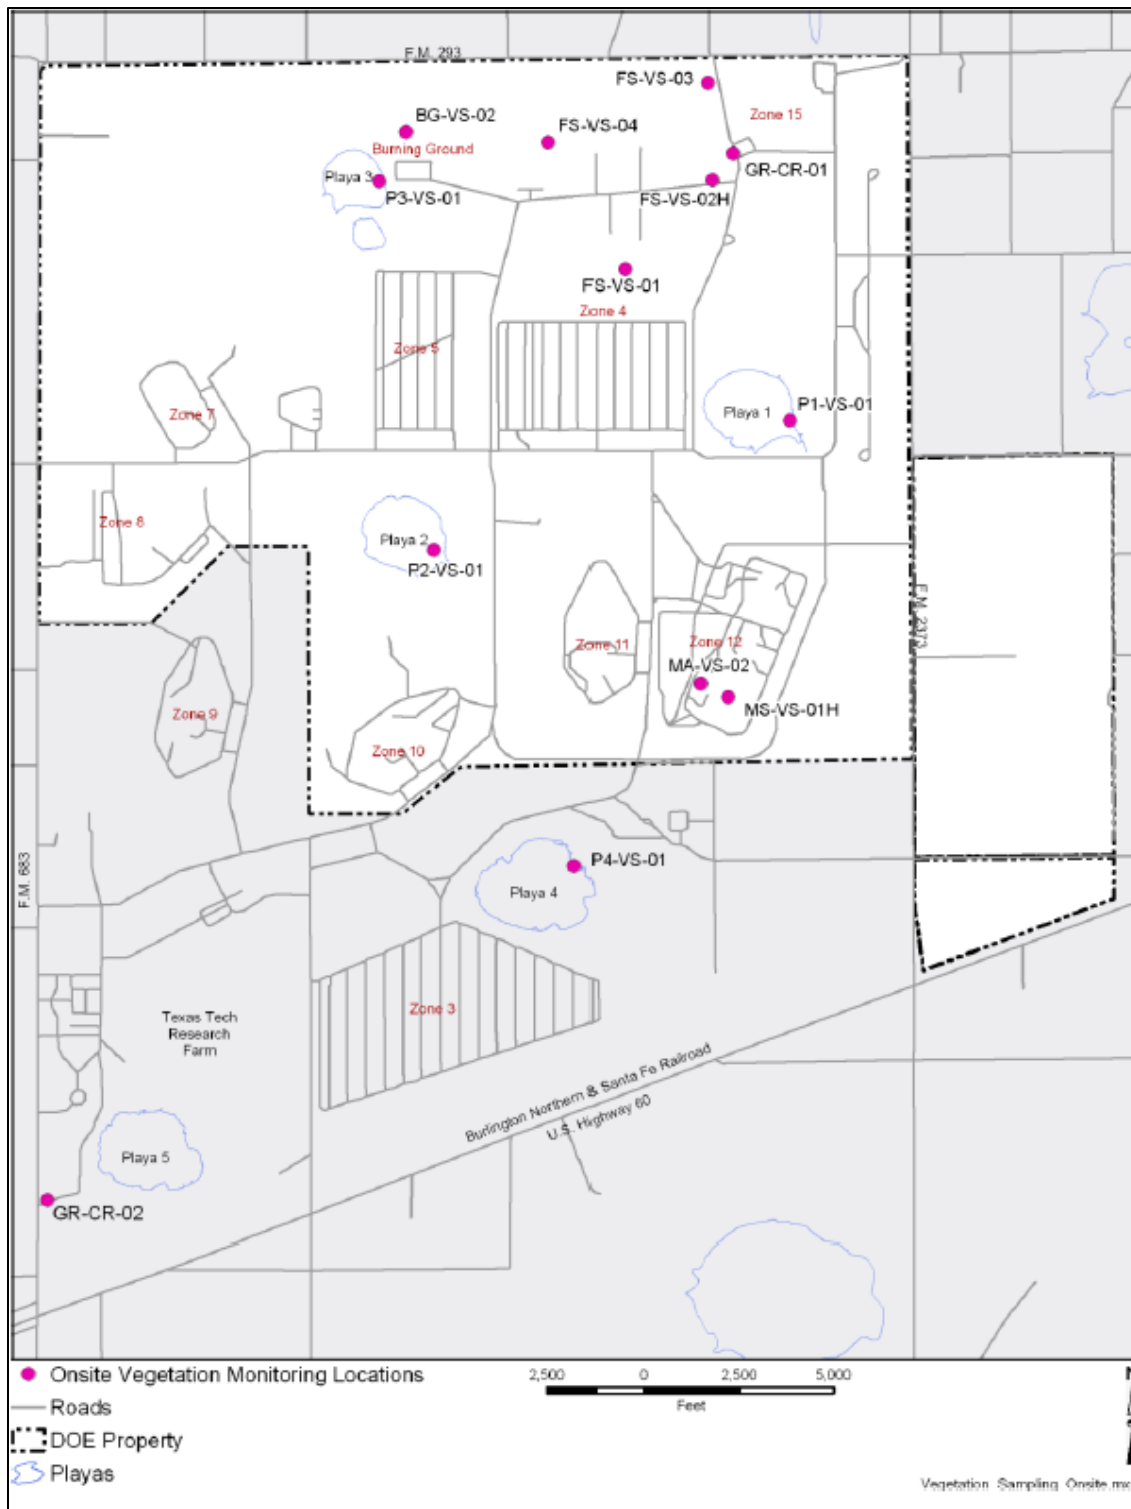 F.M. 293
FS-VS-03
BG-VS-02
FS-VS-04
Zone 15
Burning Ground
GR-CR-01
Playa 3
P3-VS-01
FS-VS-02H
FS-VS-01
Zone 4
Zone 5
Zone 7
Playa 1
P1-VS-01
Zone 8
Playa 2
P2-VS-01
F.M. 2373
Zone 11
Zone 12
MA-VS-02
MS-VS-01H
Zone 9
Zone 10
F.M. 683
P4-VS-01
Playa 4
Zone 3
Texas Tech
Research
Farm
Burlington Northern & Santa Fe Railroad
U.S. Highway 60
Playa 5
GR-CR-02
Onsite Vegetation Monitoring Locations
Roads
DOE Property
Playas
2,500 0 2,500 5,000
Feet
Vegetation_Sampling_Onsite.mx